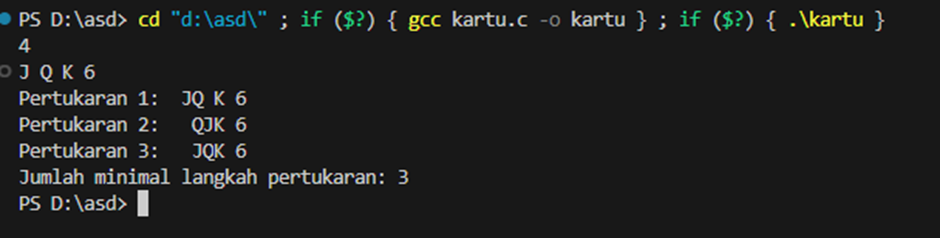 PS D:\asd> cd "d:\asd\" ; if ($?) { gcc kartu.c -o kartu } ; if ($?) { .\kartu }
4
J Q K 6
Pertukaran 1:  JQ K 6
Pertukaran 2:   QJK 6
Pertukaran 3:   JQK 6
Jumlah minimal langkah pertukaran: 3
PS D:\asd>